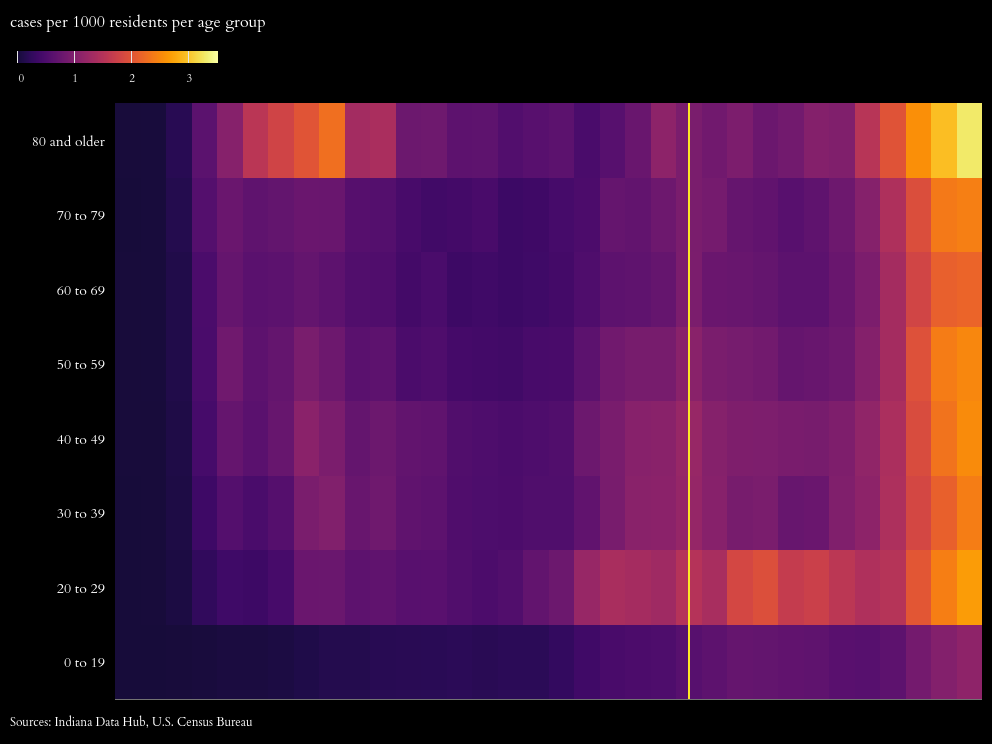 cases per 1000 residents per age group
0 1 2 3
80 and older
70 to 79
60 to 69
50 to 59
40 to 49
30 to 39
20 to 29
0 to 19
Sources: Indiana Data Hub, U.S. Census Bureau